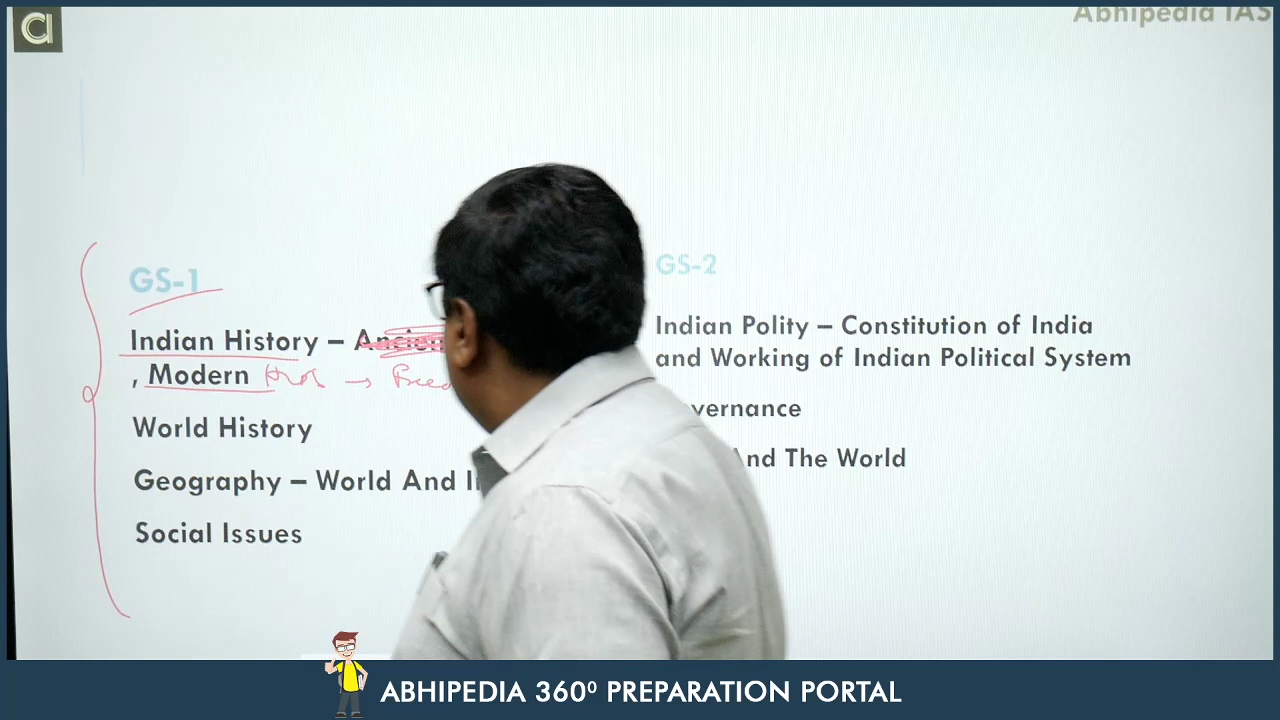 Abhipedia IAS
GS-1
Indian History –
, Modern
World History
Geography – World And
Social Issues
GS-2
Indian Polity – Constitution of India
and Working of Indian Political System
vernance
And The World
ABHIPEDIA 360⁰ PREPARATION PORTAL